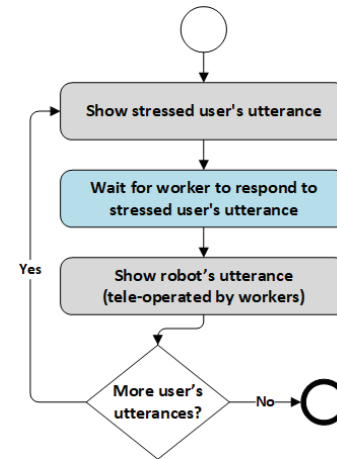 Show stressed user's utterance
Wait for worker to respond to
stressed user's utterance
Yes
Show robot’s utterance
(tele-operated by workers)
More user’s
utterances?
No